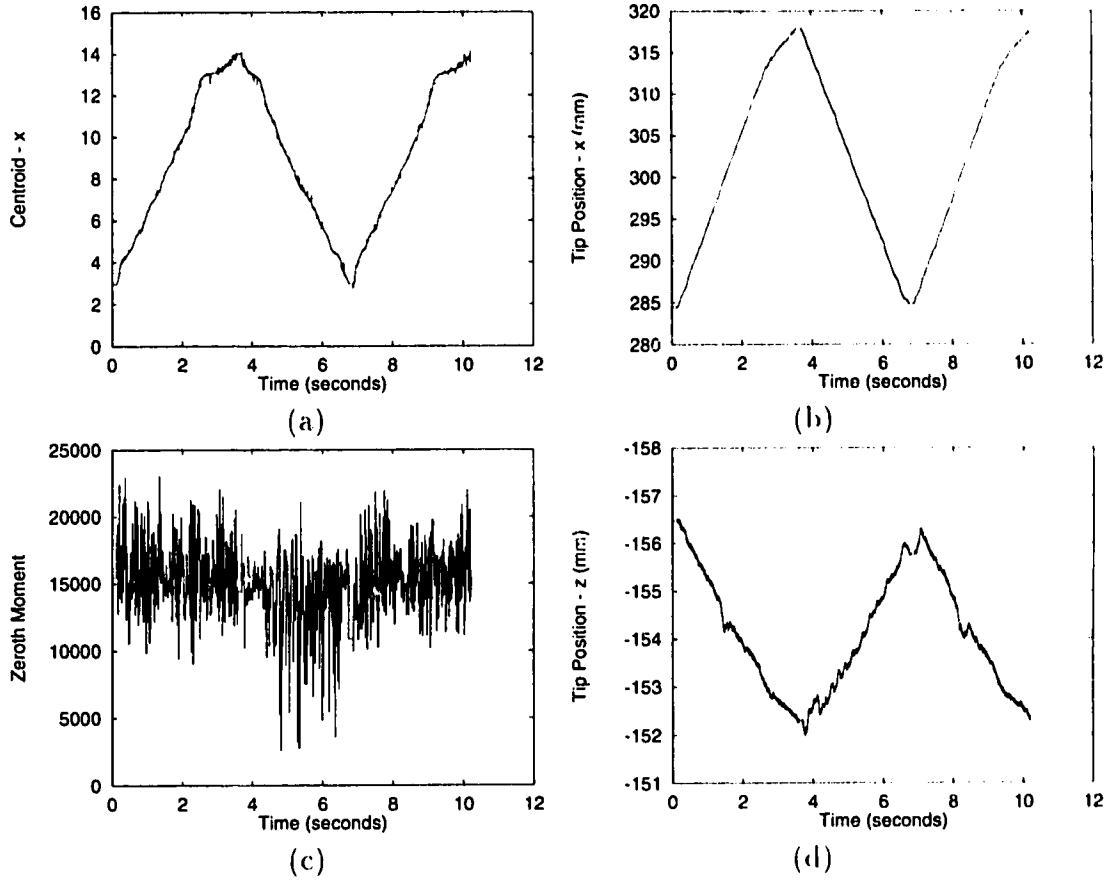 16
14
12
10
8
6
4
2
0
Centroid - x
0 2 4 6 8 10 12
Time (seconds)
(a)
320
315
310
305
300
295
290
285
280
Tip Position - x (mm)
0 2 4 6 8 10 12
Time (seconds)
(b)
25000
20000
15000
10000
5000
0
Zeroth Moment
0 2 4 6 8 10 12
Time (seconds)
(c)
-158
-157
-156
-155
-154
-153
-152
-151
Tip Position - z (mm)
0 2 4 6 8 10 12
Time (seconds)
(d)